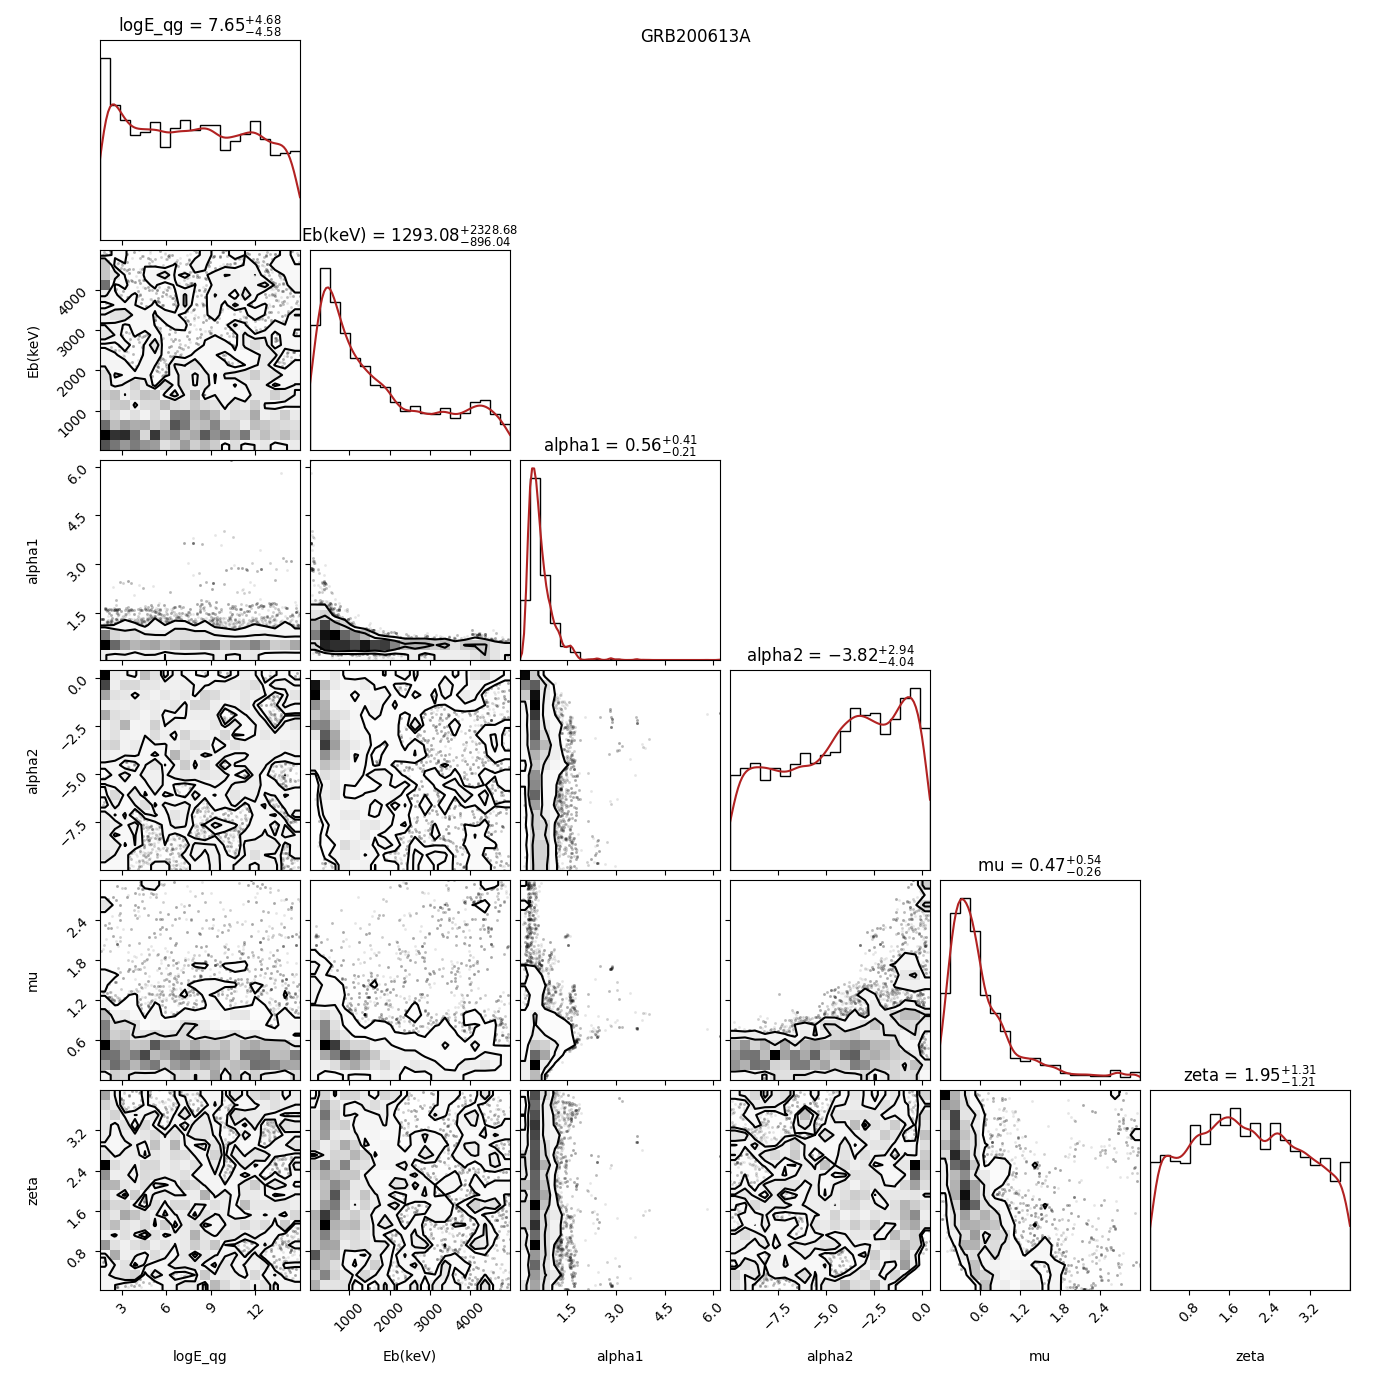 GRB200613A
logE_qg = 7.65+4.68−4.58
Eb(keV) = 1293.08+2328.68−896.04
Eb(keV)
4000
3000
2000
1000
alpha1 = 0.56+0.41−0.21
alpha1
6.0
4.5
3.0
1.5
alpha2 = −3.82+2.94−4.04
alpha2
0.0
−2.5
−5.0
−7.5
mu = 0.47+0.54−0.26
mu
2.4
1.8
1.2
0.6
zeta = 1.95+1.31−1.21
zeta
3.2
2.4
1.6
0.8
3 6 9 12
1000 2000 3000 4000
1.5 3.0 4.5 6.0
−7.5 −5.0 −2.5 0.0
0.6 1.2 1.8 2.4
0.8 1.6 2.4 3.2
logE_qg Eb(keV) alpha1 alpha2 mu zeta